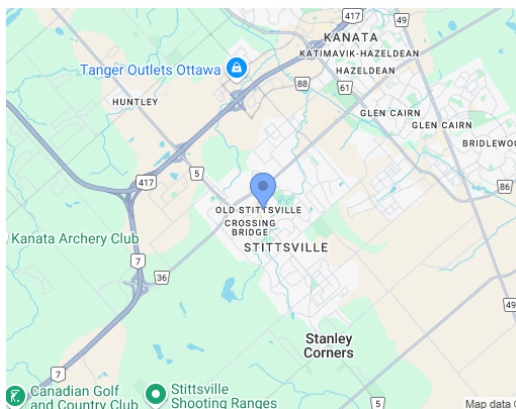 417
49
KANATA
KATIMAVIK-HAZELDEAN
Tanger Outlets Ottawa
HAZELDEAN
88
61
HUNTLEY
GLEN CAIRN
GLEN CAIRN
BRIDLEWO
5
417
86
OLD STITTSVILLE
CROSSING
BRIDGE
Kanata Archery Club
STITTSVILLE
7
36
49
Stanley
Corners
7
Canadian Golf
and Country Club
Stittsville
Shooting Ranges
Map data ©